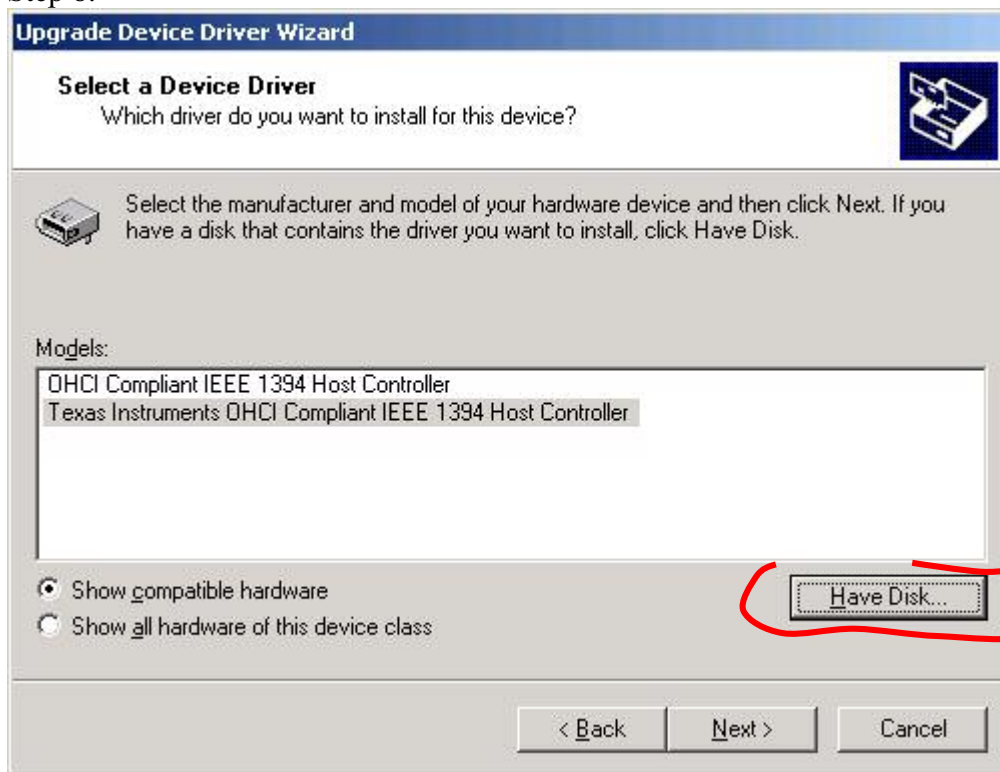 Upgrade Device Driver Wizard
Select a Device Driver
Which driver do you want to install for this device?
Select the manufacturer and model of your hardware device and then click Next. If you
have a disk that contains the driver you want to install, click Have Disk.
Models:
OHCI Compliant IEEE 1394 Host Controller
Texas Instruments OHCI Compliant IEEE 1394 Host Controller
Show compatible hardware
Have Disk...
Show all hardware of this device class
< Back
Next >
Cancel